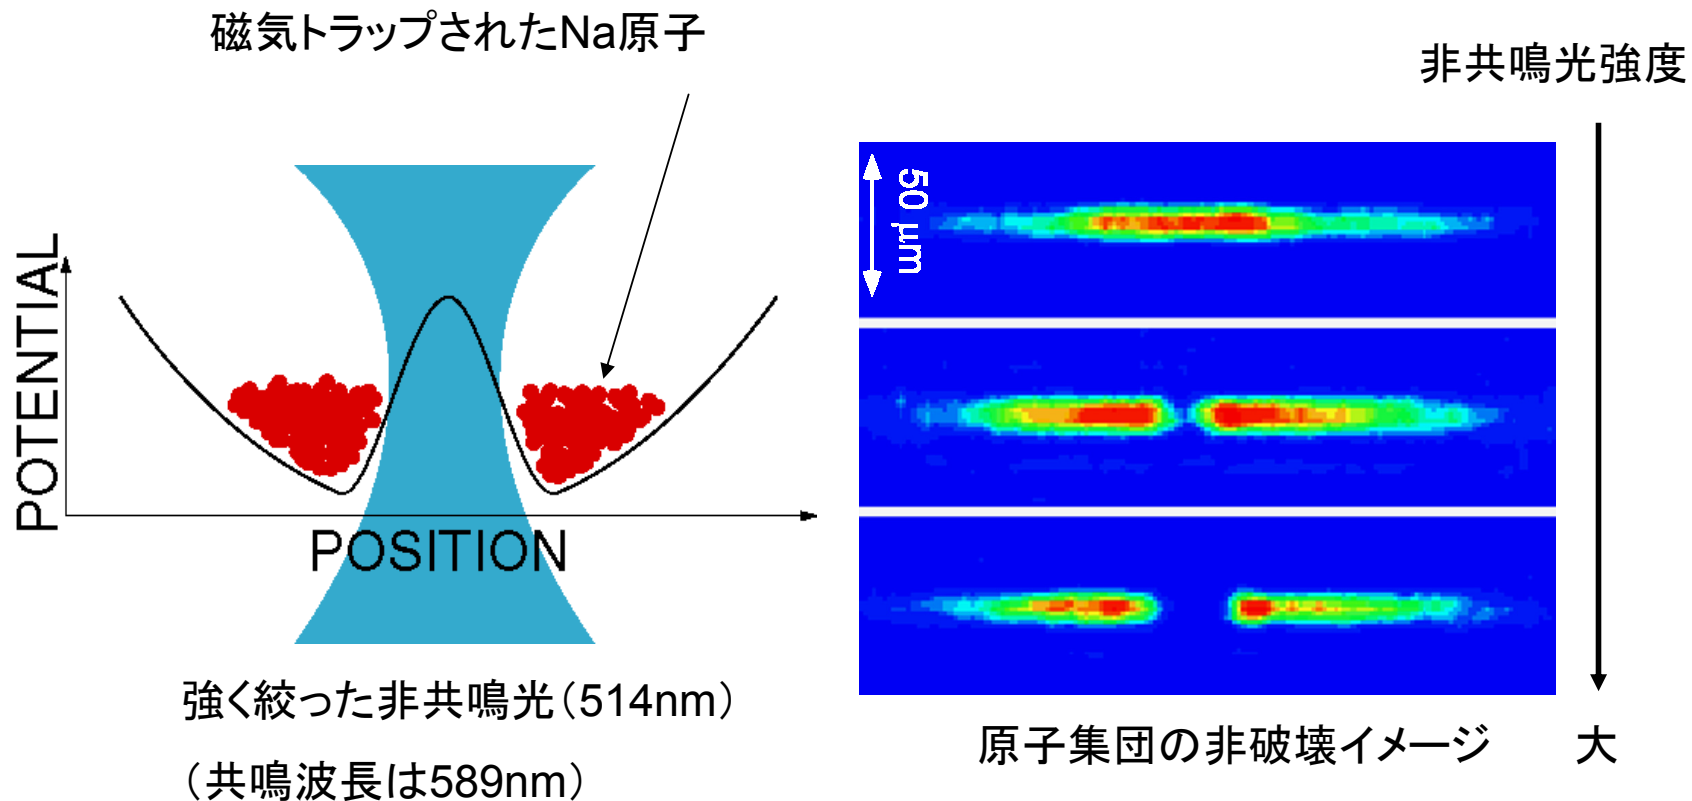 磁気トラップされたNa原子
非共鳴光強度
POTENTIAL
POSITION
50 μm
強く絞った非共鳴光（514nm）
（共鳴波長は589nm）
原子集団の非破壊イメージ
大